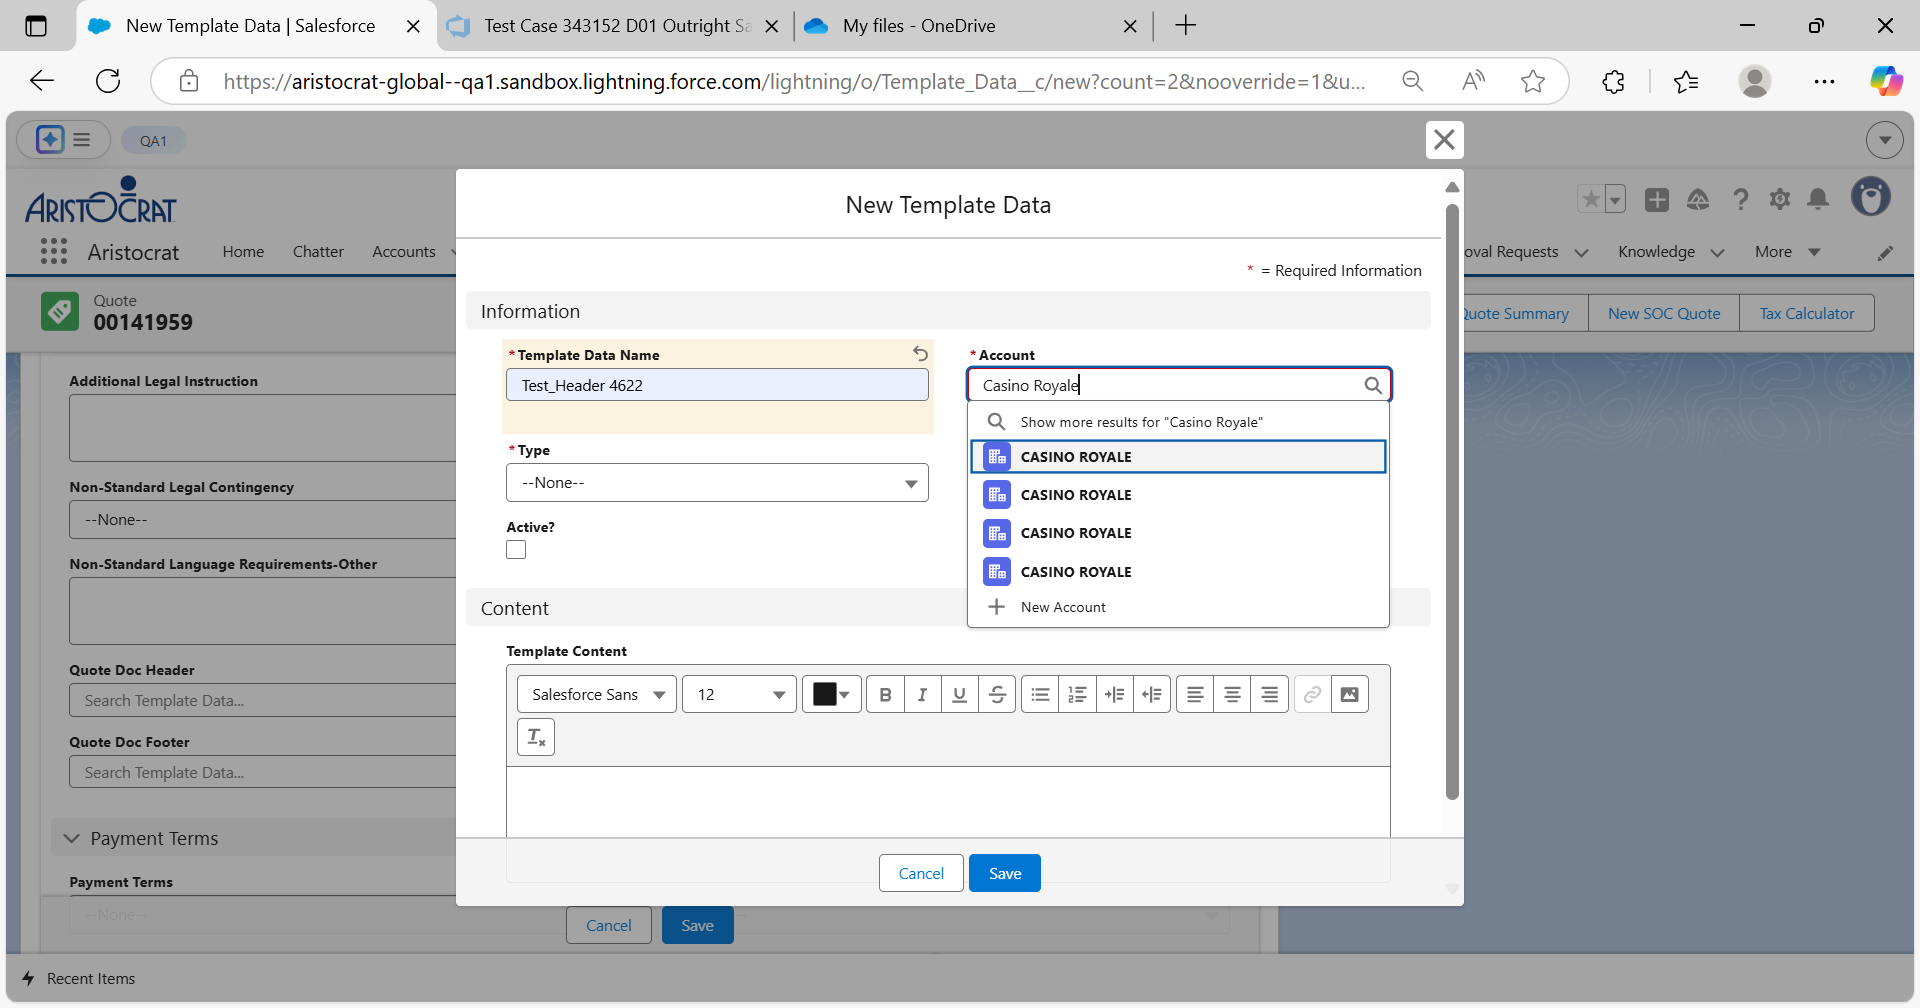 New Template Data | Salesforce
Test Case 343152 D01 Outright Sa
My files - OneDrive
https://aristocrat-global--qa1.sandbox.lightning.force.com/lightning/o/Template_Data__c/new?count=2&nooverride=1&u...
QA1
ARISTOCRAT
Aristocrat
Home
Chatter
Accounts
oval Requests
Knowledge
More
Quote
00141959
Quote Summary
New SOC Quote
Tax Calculator
Additional Legal Instruction
Non-Standard Legal Contingency
--None--
Non-Standard Language Requirements-Other
Quote Doc Header
Search Template Data...
Quote Doc Footer
Search Template Data...
Payment Terms
Payment Terms
--None--
Cancel
Save
New Template Data
* = Required Information
Information
*Template Data Name
Test_Header 4622
*Account
Casino Royale
Show more results for "Casino Royale"
CASINO ROYALE
CASINO ROYALE
CASINO ROYALE
CASINO ROYALE
New Account
*Type
--None--
Active?
Content
Template Content
Salesforce Sans
12
B I U S
Cancel
Save
Recent Items